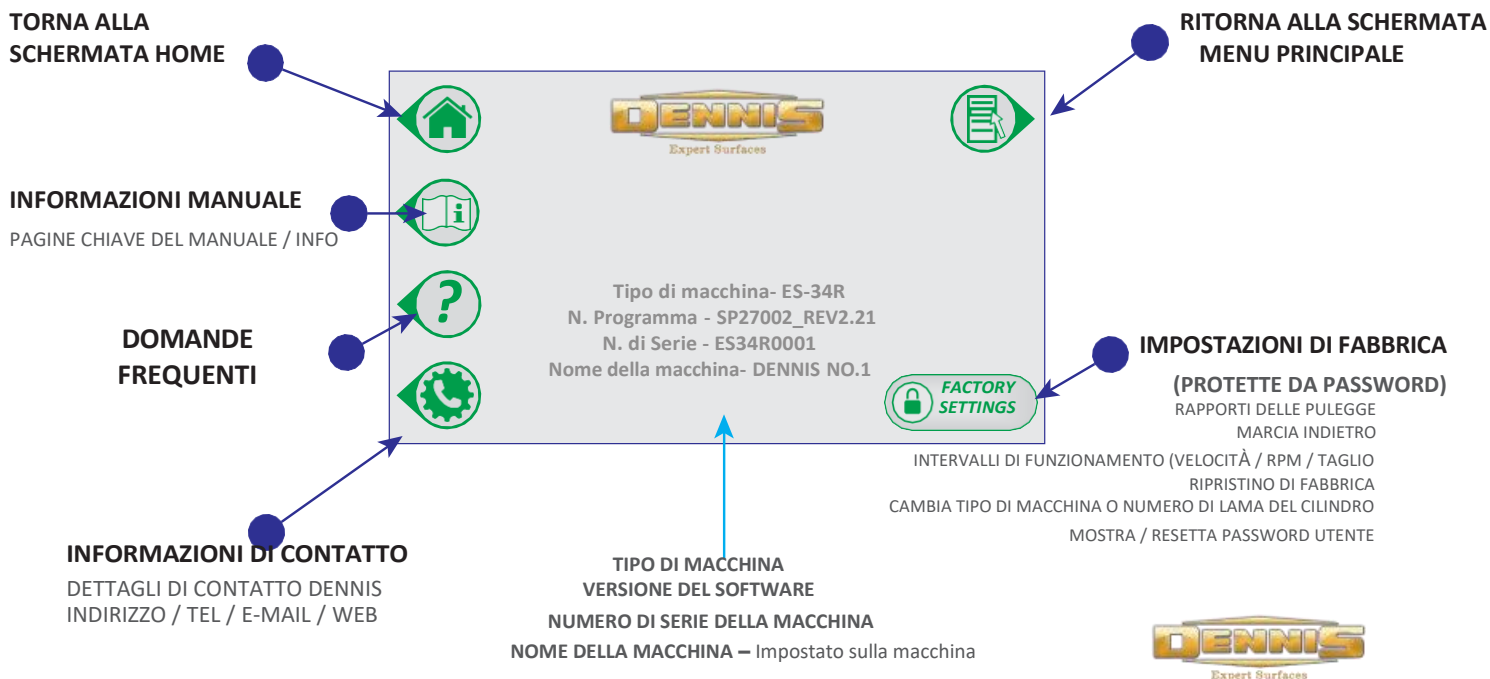 TORNA ALLA
SCHERMATA HOME
RITORNA ALLA SCHERMATA
MENU PRINCIPALE
DENNIS
Expert Surfaces
INFORMAZIONI MANUALE
PAGINE CHIAVE DEL MANUALE / INFO
i
DOMANDE
FREQUENTI
?
Tipo di macchina- ES-34R
N. Programma - SP27002_REV2.21
N. di Serie - ES34R0001
Nome della macchina- DENNIS NO.1
FACTORY
SETTINGS
IMPOSTAZIONI DI FABBRICA
(PROTETTE DA PASSWORD)
RAPPORTI DELLE PULEGGE
MARCIA INDIETRO
INTERVALLI DI FUNZIONAMENTO (VELOCITÀ / RPM / TAGLIO
RIPRISTINO DI FABBRICA
CAMBIA TIPO DI MACCHINA O NUMERO DI LAMA DEL CILINDRO
MOSTRA / RESETTA PASSWORD UTENTE
INFORMAZIONI DI CONTATTO
DETTAGLI DI CONTATTO DENNIS
INDIRIZZO / TEL / E-MAIL / WEB
TIPO DI MACCHINA
VERSIONE DEL SOFTWARE
NUMERO DI SERIE DELLA MACCHINA
NOME DELLA MACCHINA – Impostato sulla macchina
DENNIS
Expert Surfaces